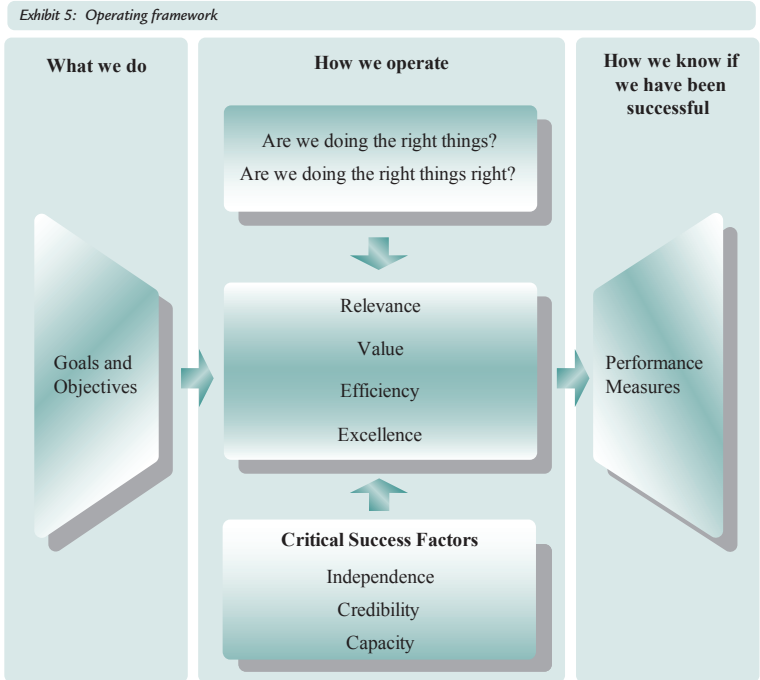 Exhibit 5: Operating framework
What we do
How we operate
How we know if
we have been
successful
Are we doing the right things?
Are we doing the right things right?
Goals and
Objectives
Relevance
Value
Efficiency
Excellence
Performance
Measures
Critical Success Factors
Independence
Credibility
Capacity